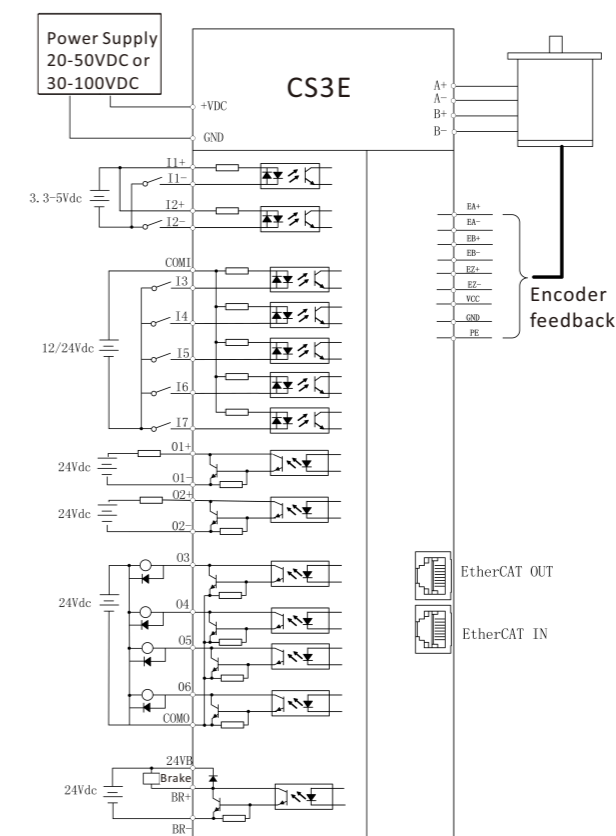 Power Supply
20-50VDC or
30-100VDC
CS3E
+VDC
GND
A+
A-
B+
B-
I1+
I1-
3.3-5Vdc
I2+
I2-
EA+
EA-
EB+
EB-
EZ+
EZ-
VCC
GND
PE
Encoder
feedback
COMI
I3
I4
12/24Vdc
I5
I6
I7
O1+
24Vdc
O1-
O2+
24Vdc
O2-
O3
24Vdc
O4
O5
O6
COMO
EtherCAT OUT
EtherCAT IN
24VB
Brake
24Vdc
BR+
BR-